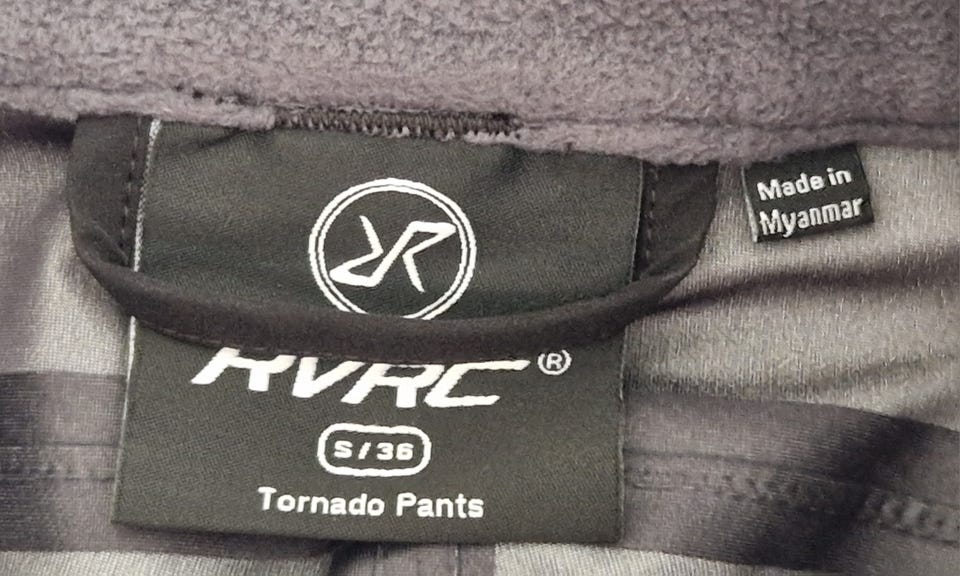 RVRC®
S/36
Tornado Pants
Made in
Myanmar